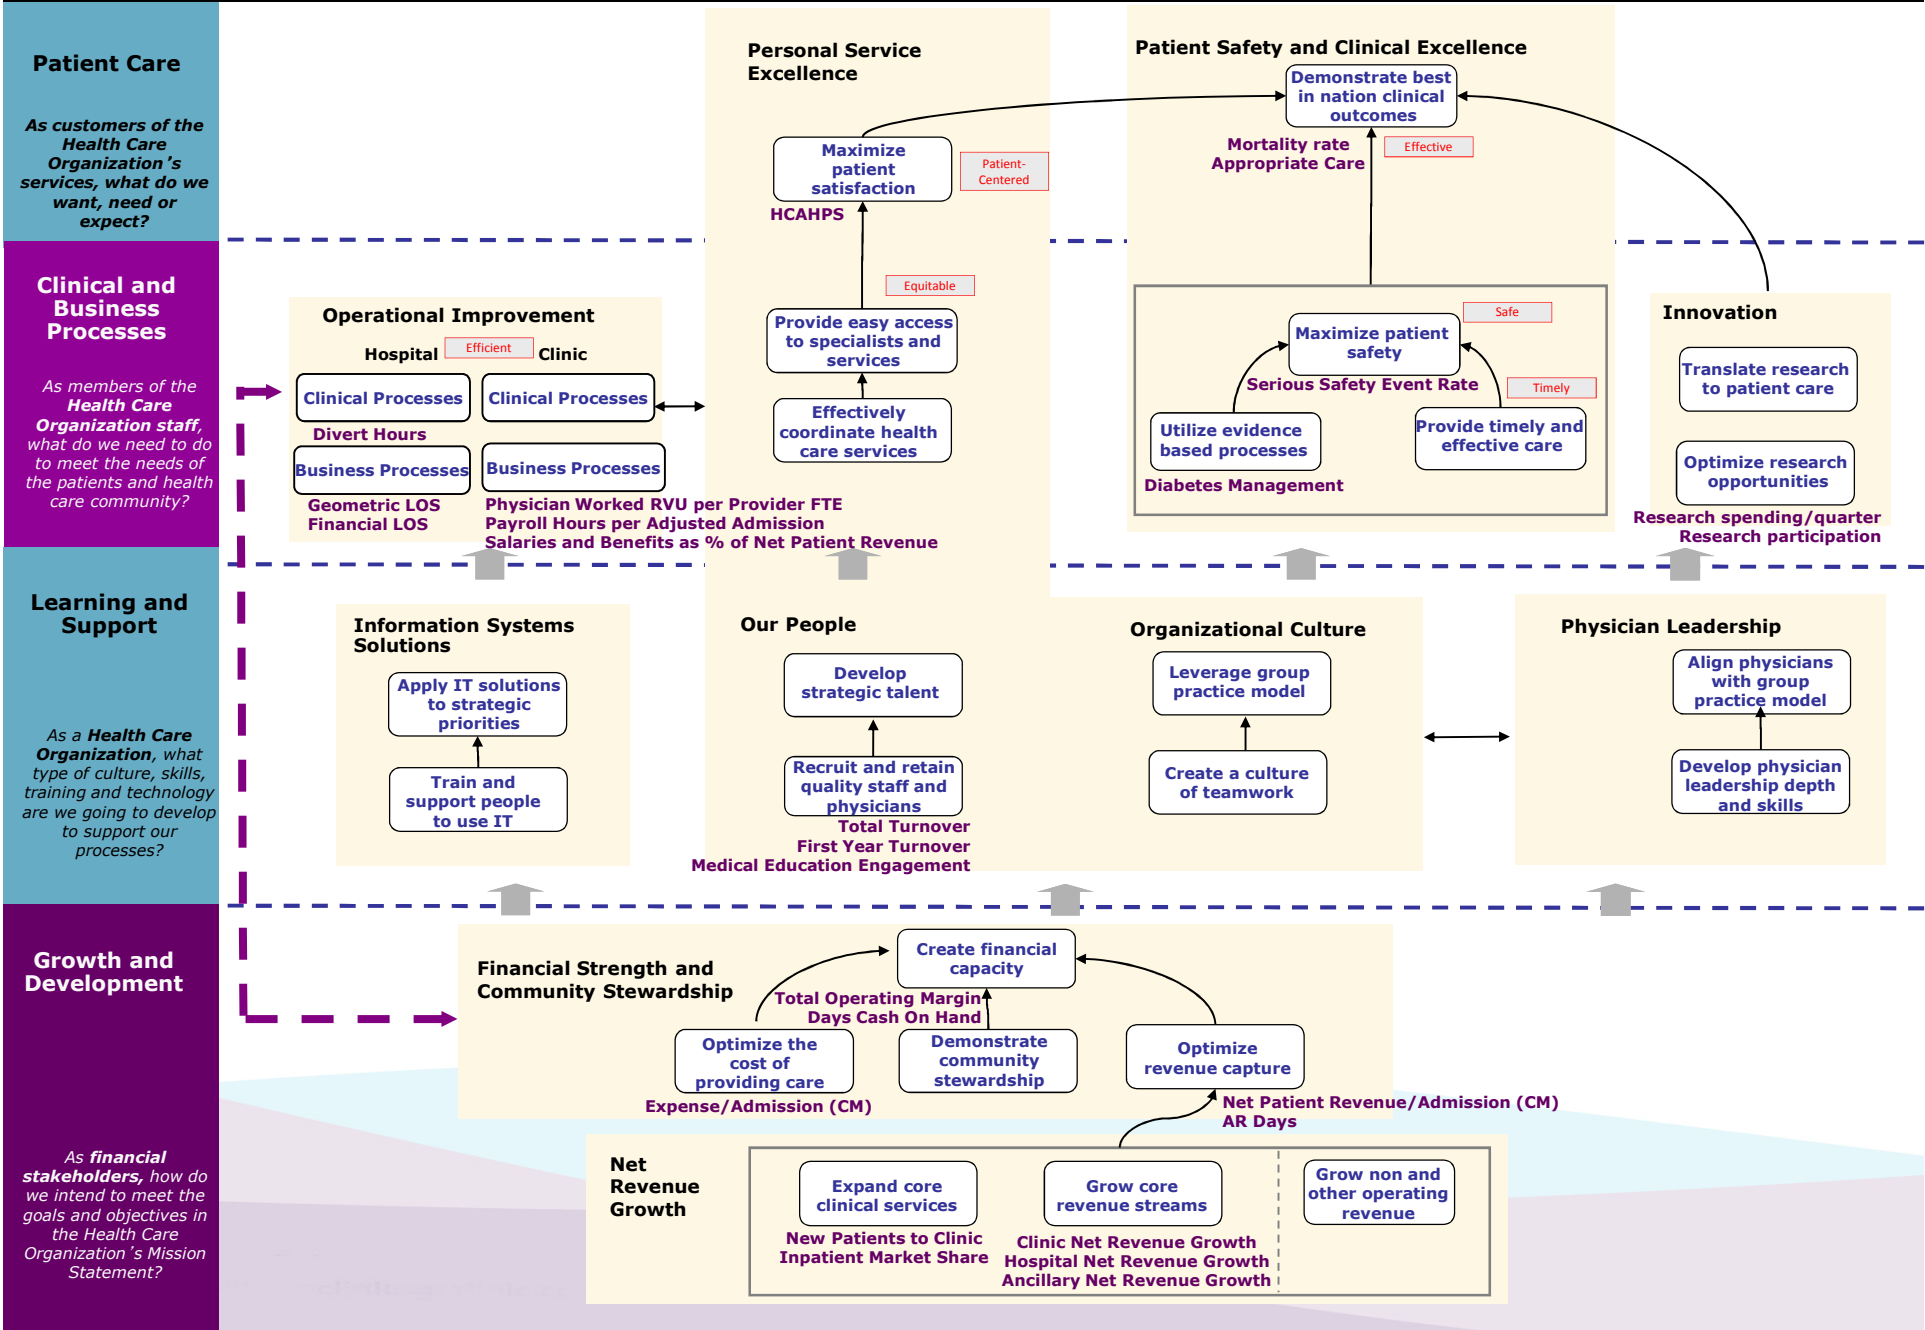 Patient Care
As customers of the
Health Care
Organization's
services, what do we
want, need or
expect?
Personal Service
Excellence
Maximize
patient
satisfaction
Patient-
Centered
HCAHPS
Patient Safety and Clinical Excellence
Demonstrate best
in nation clinical
outcomes
Mortality rate
Appropriate Care
Effective
Clinical and
Business
Processes
As members of the
Health Care
Organization staff,
what do we need to do
to meet the needs of
the patients and health
care community?
Operational Improvement
Hospital
Efficient
Clinic
Clinical Processes
Clinical Processes
Divert Hours
Business Processes
Business Processes
Geometric LOS
Financial LOS
Physician Worked RVU per Provider FTE
Payroll Hours per Adjusted Admission
Salaries and Benefits as % of Net Patient Revenue
Equitable
Provide easy access
to specialists and
services
Effectively
coordinate health
care services
Safe
Maximize patient
safety
Serious Safety Event Rate
Timely
Utilize evidence
based processes
Provide timely and
effective care
Diabetes Management
Innovation
Translate research
to patient care
Optimize research
opportunities
Research spending/quarter
Research participation
Learning and
Support
As a Health Care
Organization, what
type of culture, skills,
training and technology
are we going to develop
to support our
processes?
Information Systems
Solutions
Apply IT solutions
to strategic
priorities
Train and
support people
to use IT
Our People
Develop
strategic talent
Recruit and retain
quality staff and
physicians
Total Turnover
First Year Turnover
Medical Education Engagement
Organizational Culture
Leverage group
practice model
Create a culture
of teamwork
Physician Leadership
Align physicians
with group
practice model
Develop physician
leadership depth
and skills
Growth and
Development
As financial
stakeholders, how do
we intend to meet the
goals and objectives in
the Health Care
Organization's Mission
Statement?
Financial Strength and
Community Stewardship
Create financial
capacity
Total Operating Margin
Days Cash On Hand
Optimize the
cost of
providing care
Expense/Admission (CM)
Demonstrate
community
stewardship
Optimize
revenue capture
Net Patient Revenue/Admission (CM)
AR Days
Net
Revenue
Growth
Expand core
clinical services
New Patients to Clinic
Inpatient Market Share
Grow core
revenue streams
Clinic Net Revenue Growth
Hospital Net Revenue Growth
Ancillary Net Revenue Growth
Grow non and
other operating
revenue